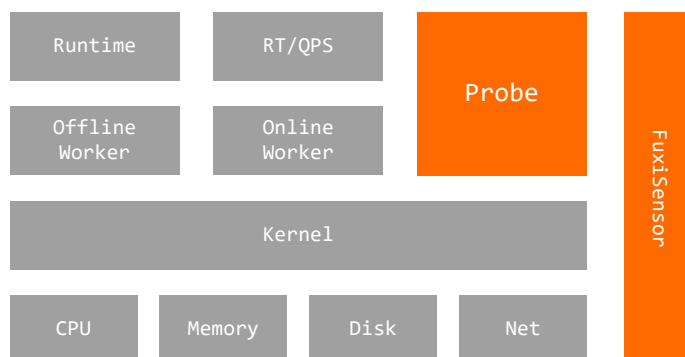 Runtime
RT/QPS
Probe
Offline
Worker
Online
Worker
FuxiSensor
Kernel
CPU
Memory
Disk
Net